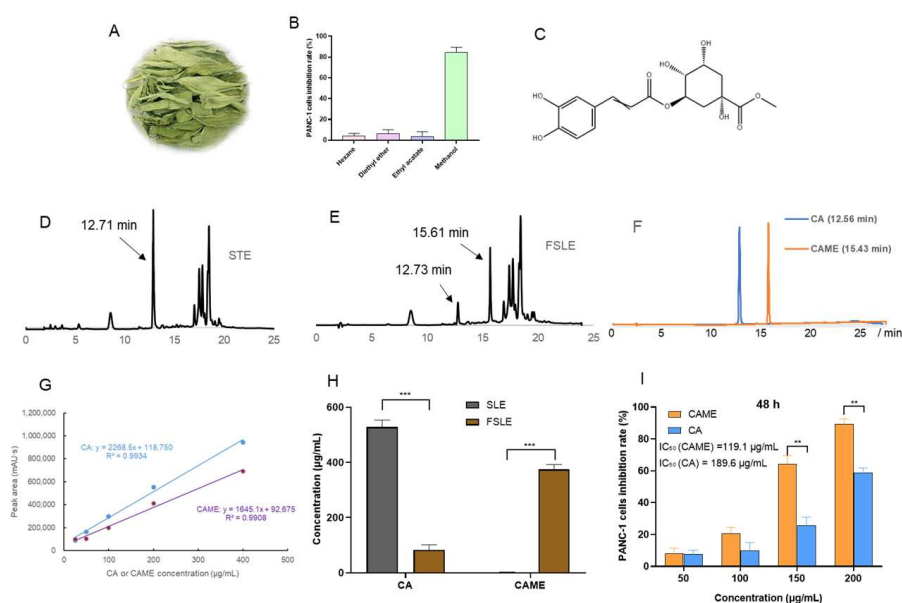 A
B
PANC-1 cells inhibition rate (%)
100
80
60
40
20
0
Hexane
Diethyl ether
Ethyl acatate
Methanol
C
HO
HO
O
O
OH
OH
OH
O
O
D
12.71 min
STE
0 5 10 15 20 25
E
15.61 min
12.73 min
FSLE
0 5 10 15 20 25
F
CA (12.56 min)
CAME (15.43 min)
0 5 10 15 20 25 / min
G
Peak area (mAU·s)
1,200,000
1,000,000
800,000
600,000
400,000
200,000
0
CA: y = 2268.5x + 118,750
R² = 0.9934
CAME: y = 1645.1x + 92,675
R² = 0.9908
0 100 200 300 400 500
CA or CAME concentration (µg/mL)
H
Concentration (µg/mL)
600
400
200
0
***
***
SLE
FSLE
CA CAME
I
48 h
PANC-1 cells inhibition rate (%)
100
80
60
40
20
0
CAME
CA
IC₅₀ (CAME) =119.1 µg/mL
IC₅₀ (CA) = 189.6 µg/mL
**
**
50 100 150 200
Concentration (µg/mL)